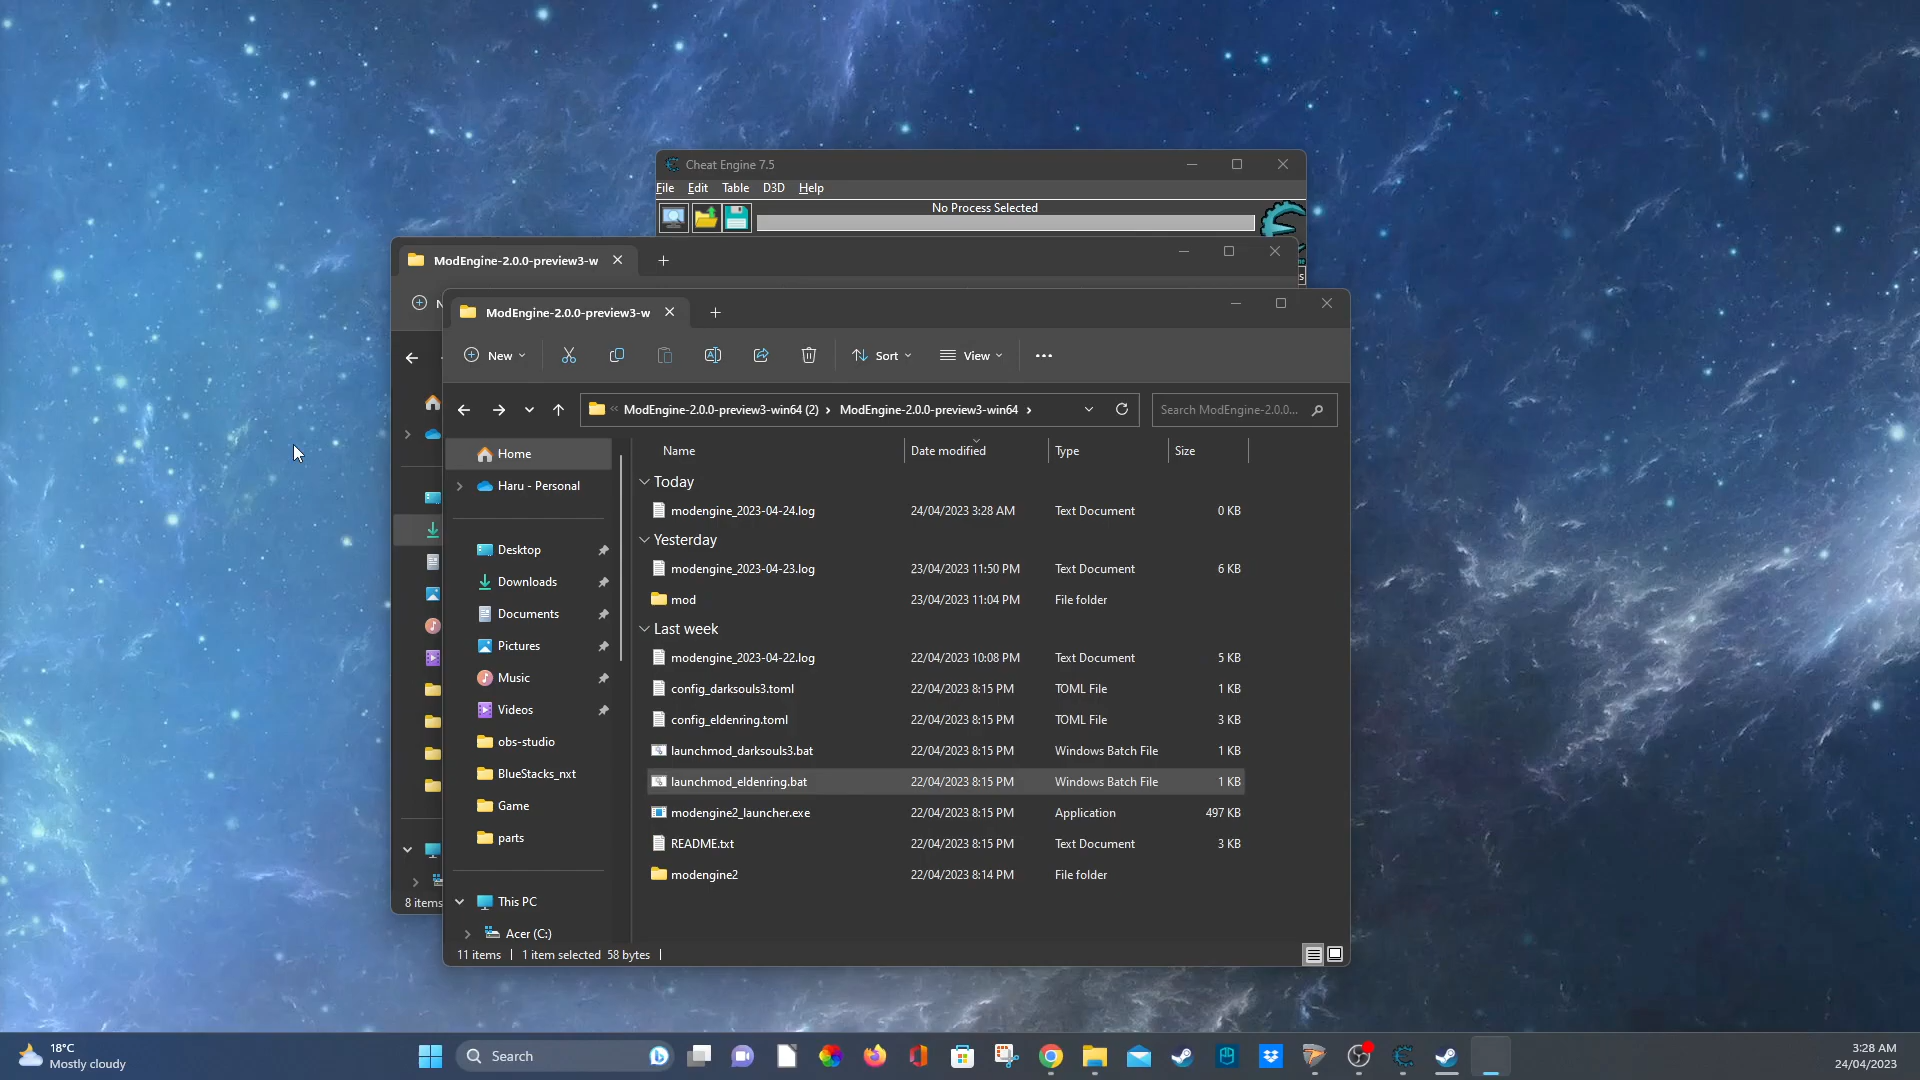 Cheat Engine 7.5
File Edit Table D3D Help
No Process Selected
ModEngine-2.0.0-preview3-w
ModEngine-2.0.0-preview3-w
New
Sort
View
ModEngine-2.0.0-preview3-win64 (2) › ModEngine-2.0.0-preview3-win64 ›
Search ModEngine-2.0.0...
Name Date modified Type Size
Home
Haru - Personal
Desktop
Downloads
Documents
Pictures
Music
Videos
obs-studio
BlueStacks_nxt
Game
parts
This PC
Acer (C:)
Today
modengine_2023-04-24.log 24/04/2023 3:28 AM Text Document 0 KB
Yesterday
modengine_2023-04-23.log 23/04/2023 11:50 PM Text Document 6 KB
mod 23/04/2023 11:04 PM File folder
Last week
modengine_2023-04-22.log 22/04/2023 10:08 PM Text Document 5 KB
config_darksouls3.toml 22/04/2023 8:15 PM TOML File 1 KB
config_eldenring.toml 22/04/2023 8:15 PM TOML File 3 KB
launchmod_darksouls3.bat 22/04/2023 8:15 PM Windows Batch File 1 KB
launchmod_eldenring.bat 22/04/2023 8:15 PM Windows Batch File 1 KB
modengine2_launcher.exe 22/04/2023 8:15 PM Application 497 KB
README.txt 22/04/2023 8:15 PM Text Document 3 KB
modengine2 22/04/2023 8:14 PM File folder
8 items
11 items 1 item selected 58 bytes
18°C
Mostly cloudy
Search
3:28 AM
24/04/2023